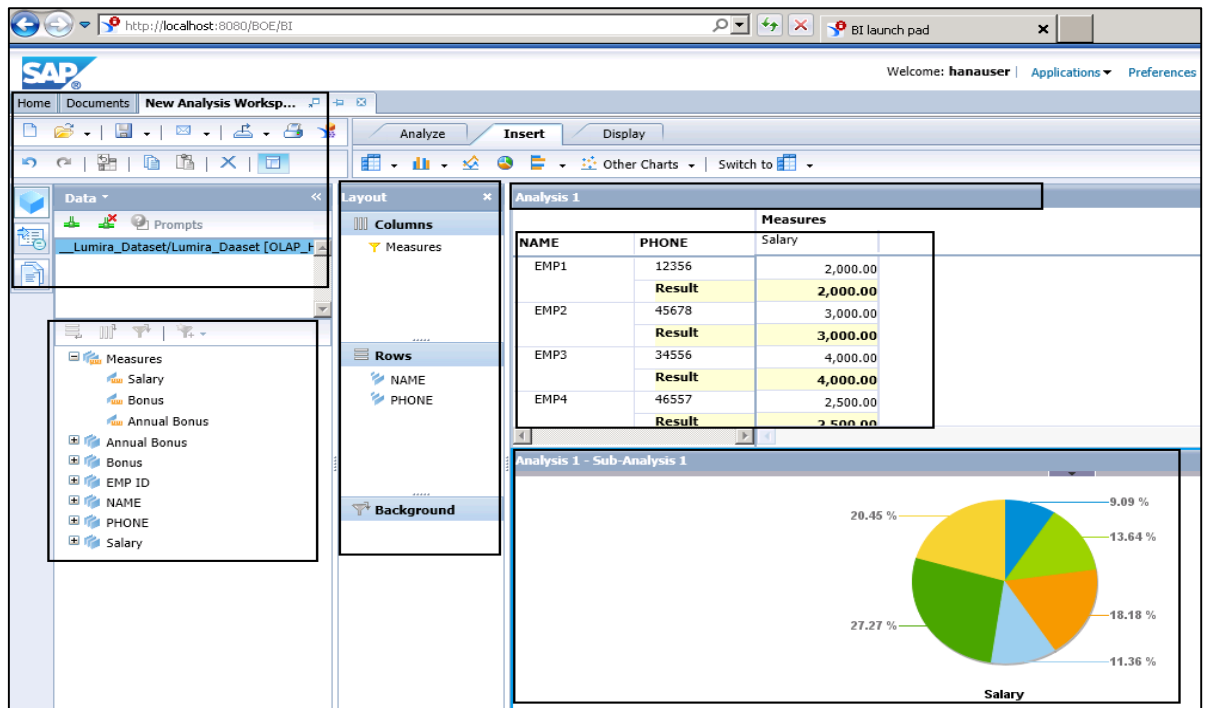 http://localhost:8080/BOE/BI
BI launch pad
SAP
Welcome: hanauser | Applications Preferences
Home Documents New Analysis Worksp...
Analyze Insert Display
Other Charts | Switch to
Data
Prompts
__Lumira_Dataset/Lumira_Daaset [OLAP_H
Measures
Salary
Bonus
Annual Bonus
Annual Bonus
Bonus
EMP ID
NAME
PHONE
Salary
Layout
Columns
Measures
Rows
NAME
PHONE
Background
Analysis 1
Measures
NAME PHONE Salary
EMP1 12356 2,000.00
Result 2,000.00
EMP2 45678 3,000.00
Result 3,000.00
EMP3 34556 4,000.00
Result 4,000.00
EMP4 46557 2,500.00
Result 2,500.00
Analysis 1 - Sub-Analysis 1
20.45 % 9.09 %
13.64 %
27.27 % 18.18 %
11.36 %
Salary